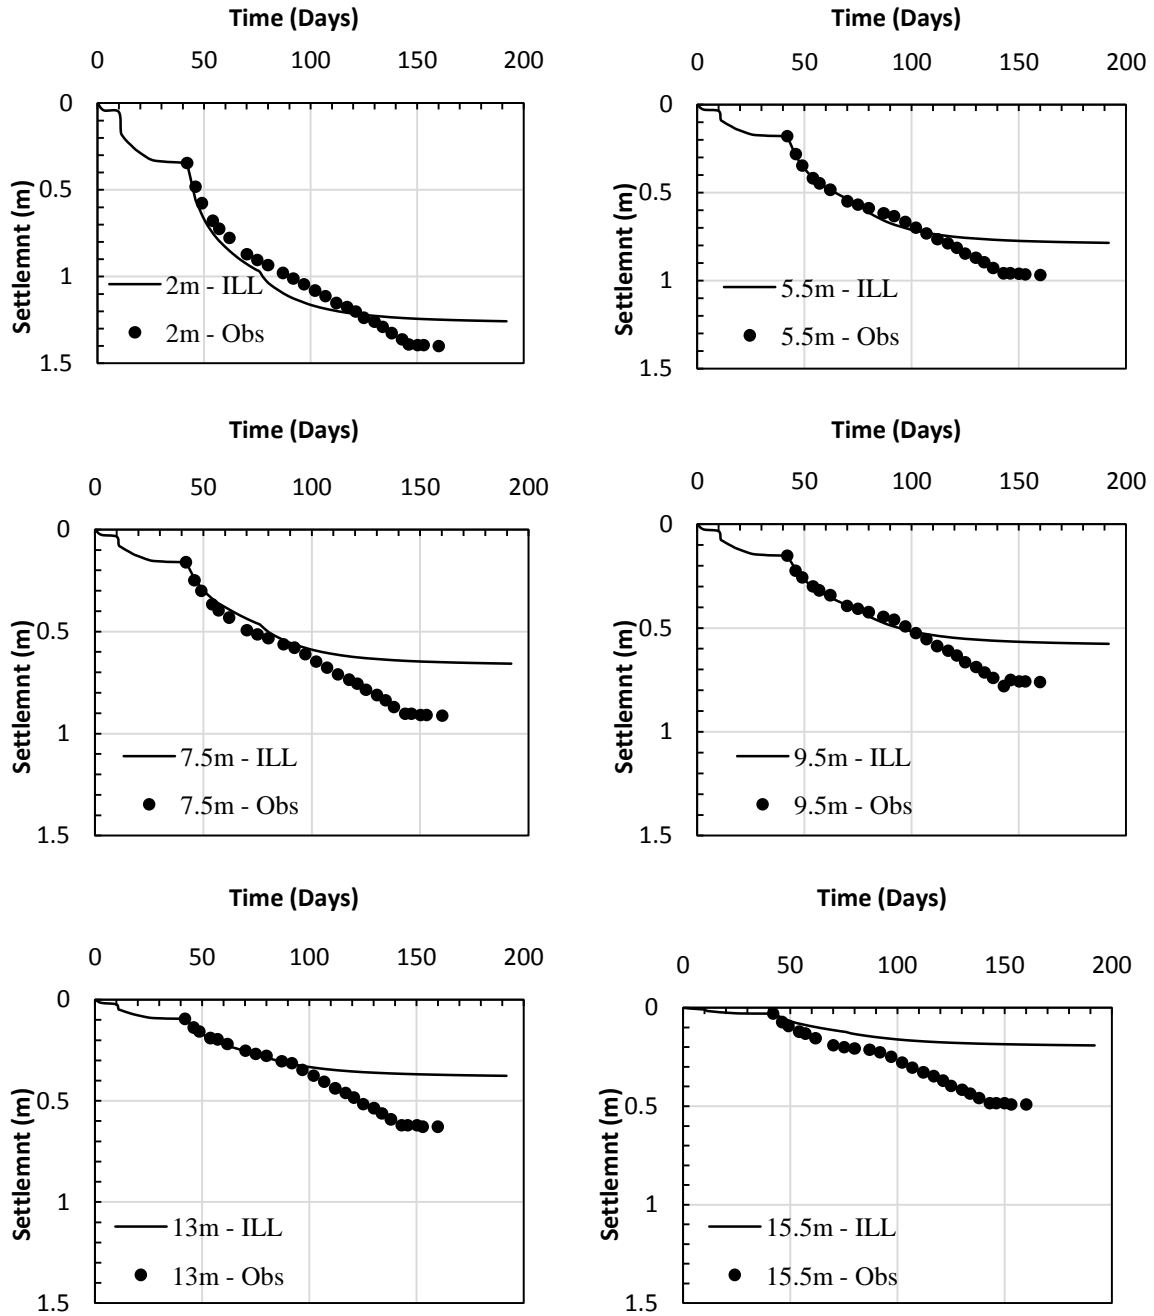 Time (Days)
0 50 100 150 200
0
0.5
1
1.5
Settlemnt (m)
2m - ILL
2m - Obs
Time (Days)
0 50 100 150 200
0
0.5
1
1.5
Settlemnt (m)
5.5m - ILL
5.5m - Obs
Time (Days)
0 50 100 150 200
0
0.5
1
1.5
Settlemnt (m)
7.5m - ILL
7.5m - Obs
Time (Days)
0 50 100 150 200
0
0.5
1
1.5
Settlemnt (m)
9.5m - ILL
9.5m - Obs
Time (Days)
0 50 100 150 200
0
0.5
1
1.5
Settlemnt (m)
13m - ILL
13m - Obs
Time (Days)
0 50 100 150 200
0
0.5
1
1.5
Settlemnt (m)
15.5m - ILL
15.5m - Obs